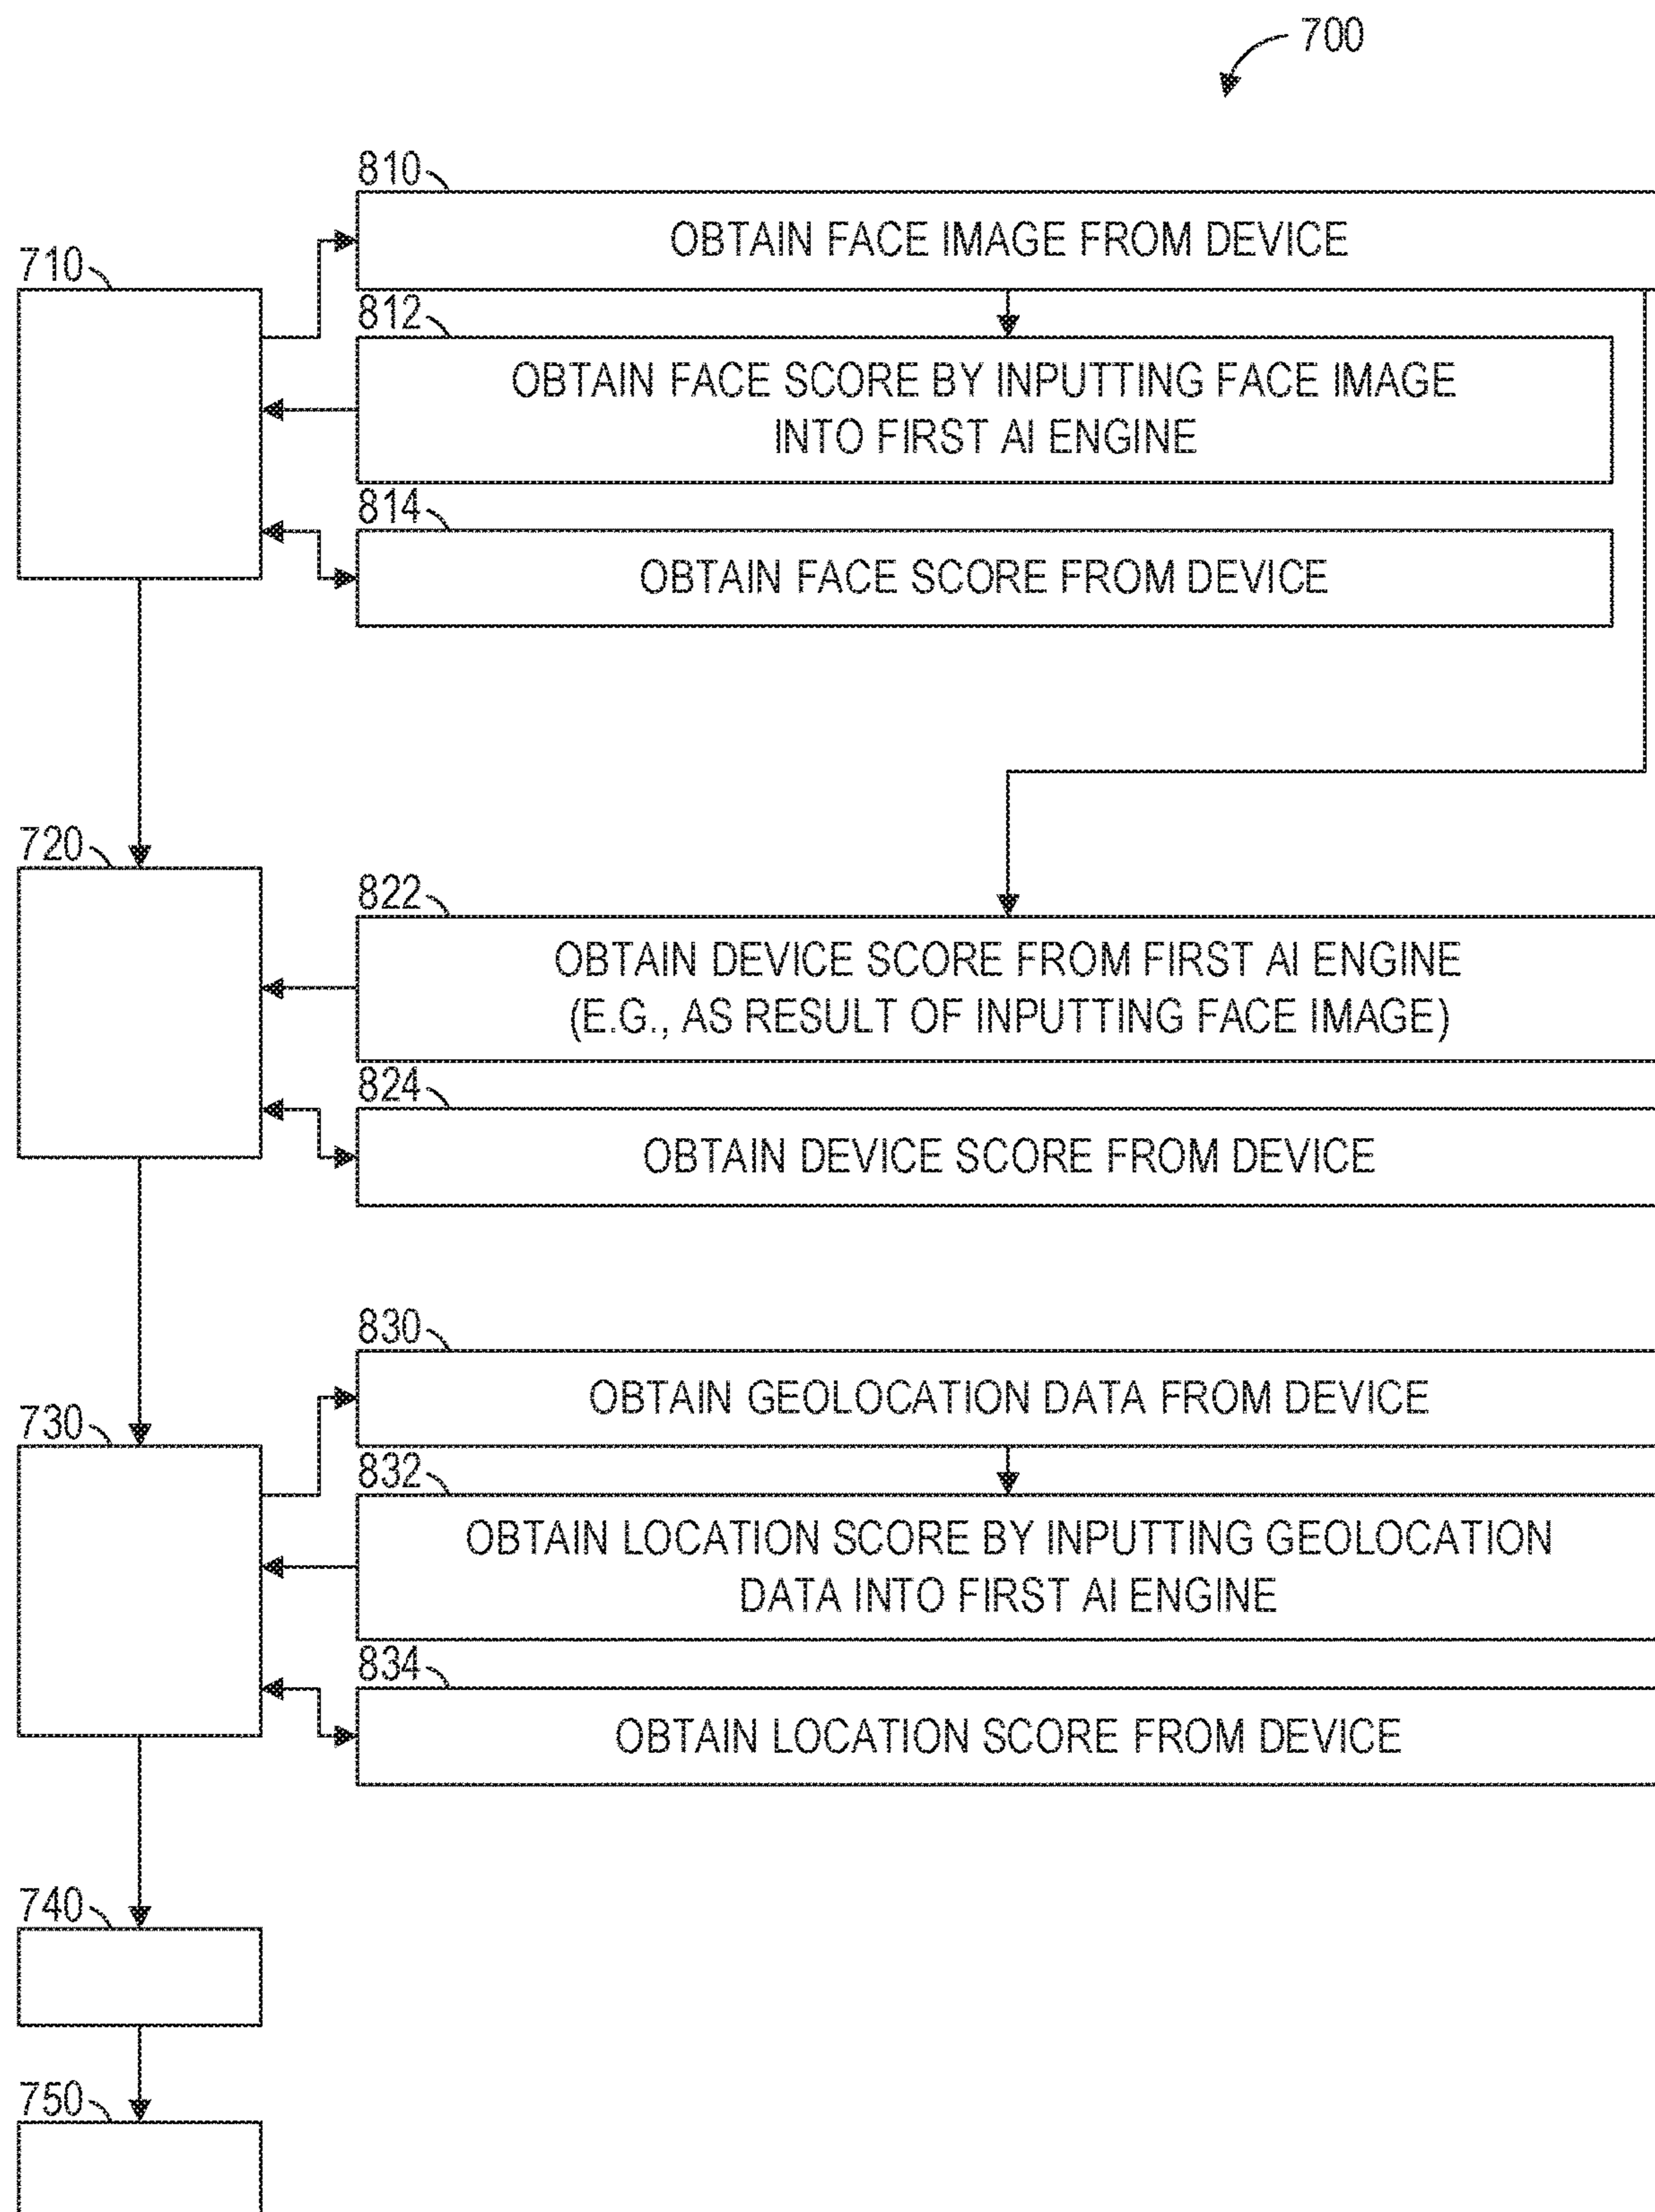 700
810
OBTAIN FACE IMAGE FROM DEVICE
710
812
OBTAIN FACE SCORE BY INPUTTING FACE IMAGE
INTO FIRST AI ENGINE
814
OBTAIN FACE SCORE FROM DEVICE
720
822
OBTAIN DEVICE SCORE FROM FIRST AI ENGINE
(E.G., AS RESULT OF INPUTTING FACE IMAGE)
824
OBTAIN DEVICE SCORE FROM DEVICE
830
OBTAIN GEOLOCATION DATA FROM DEVICE
730
832
OBTAIN LOCATION SCORE BY INPUTTING GEOLOCATION
DATA INTO FIRST AI ENGINE
834
OBTAIN LOCATION SCORE FROM DEVICE
740
750